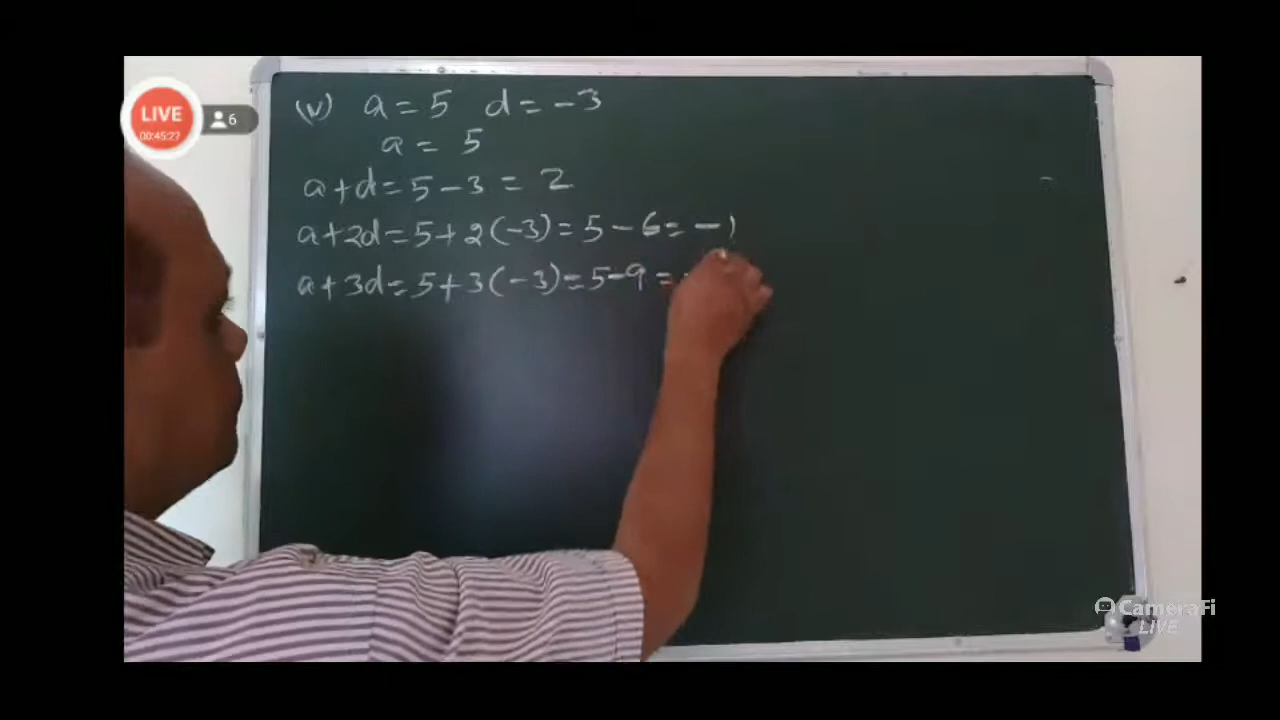 LIVE
00:45:27
6
(v) a = 5 d = -3
a = 5
a+d = 5-3 = 2
a+2d = 5+2(-3) = 5-6 = -1
a+3d = 5+3(-3) = 5-9 =
CameraFi
LIVE